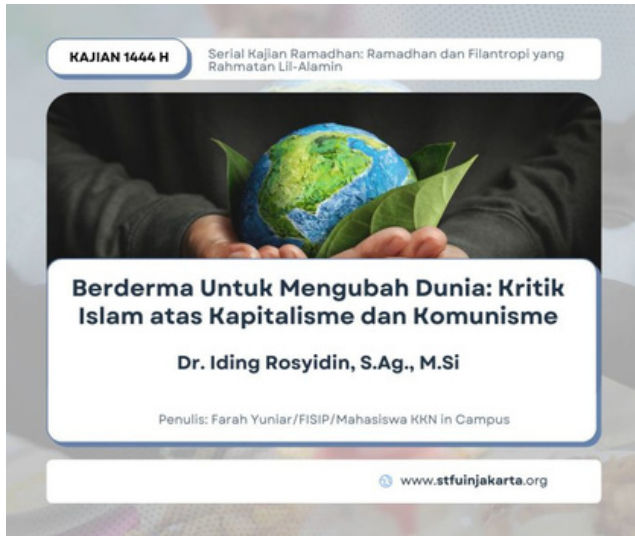 KAJIAN 1444 H
Serial Kajian Ramadhan: Ramadhan dan Filantropi yang
Rahmatan Lil-Alamin
Berderma Untuk Mengubah Dunia: Kritik
Islam atas Kapitalisme dan Komunisme
Dr. Iding Rosyidin, S.Ag., M.Si
Penulis: Farah Yuniar/FISIP/Mahasiswa KKN in Campus
www.stfuinjakarta.org